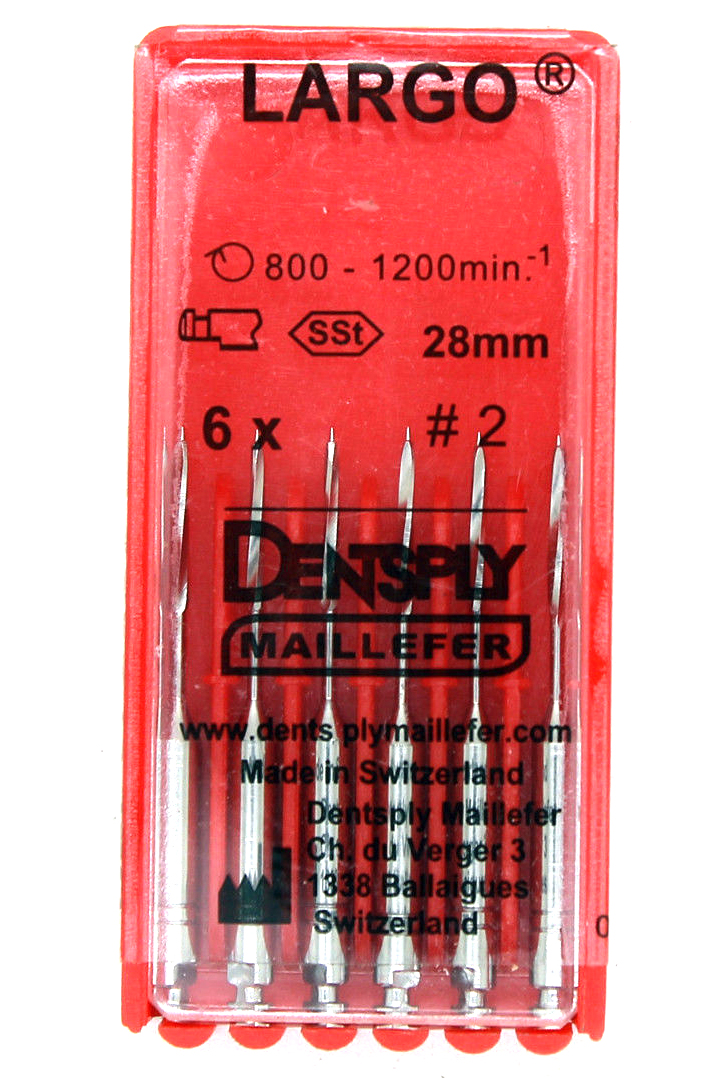 LARGO®
800 - 1200min.-1
SSt 28mm
6 x # 2
DENTSPLY
MAILLEFER
www.dentsplymaillefer.com
Made in Switzerland
Dentsply Maillefer
Ch. du Verger 3
1338 Ballaigues
Switzerland
0